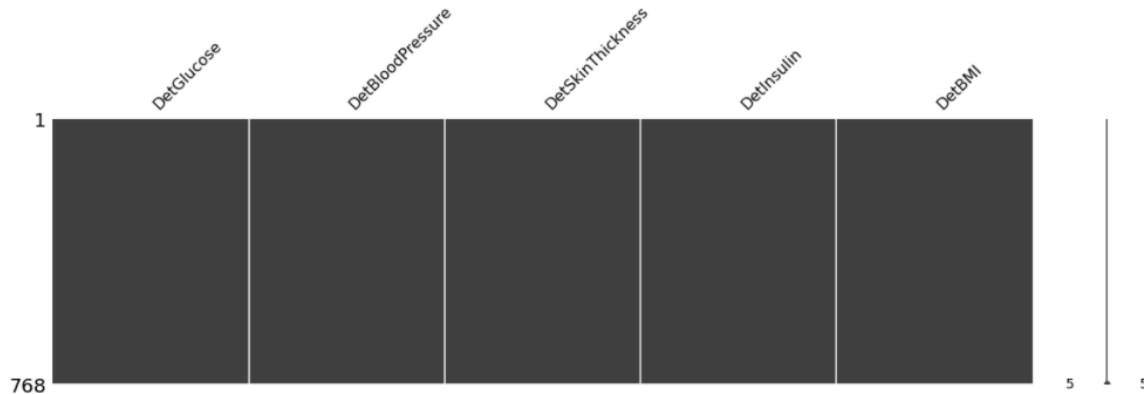 DetGlucose
DetBloodPressure
DetSkinThickness
DetInsulin
DetBMI
1
768
5
5